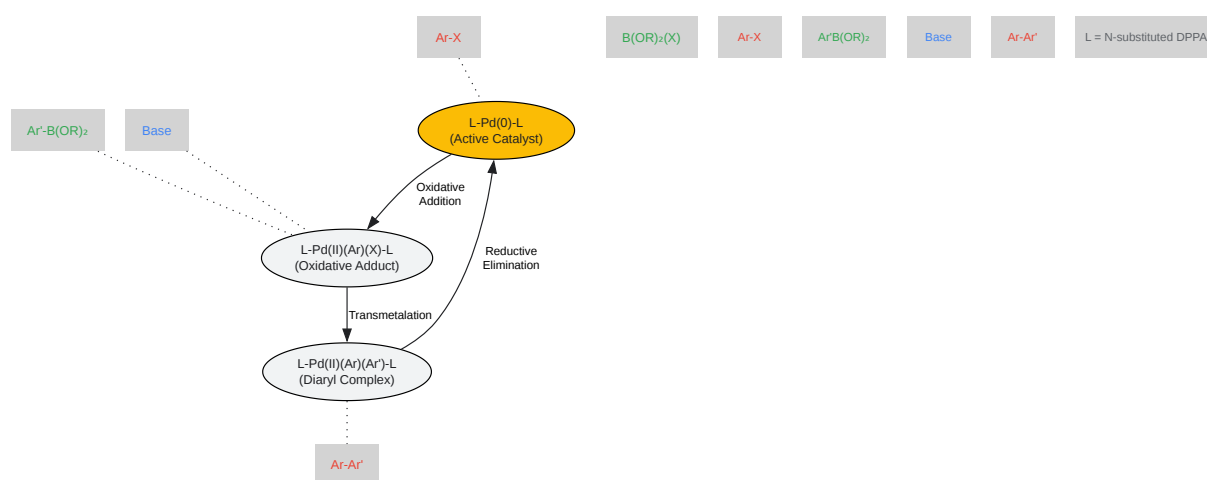 Ar-X
B(OR)₂(X)
Ar-X
Ar'B(OR)₂
Base
Ar-Ar'
L = N-substituted DPPA
Ar'-B(OR)₂
Base
L-Pd(0)-L
(Active Catalyst)
Oxidative
Addition
L-Pd(II)(Ar)(X)-L
(Oxidative Adduct)
Reductive
Elimination
Transmetalation
L-Pd(II)(Ar)(Ar')-L
(Diaryl Complex)
Ar-Ar'